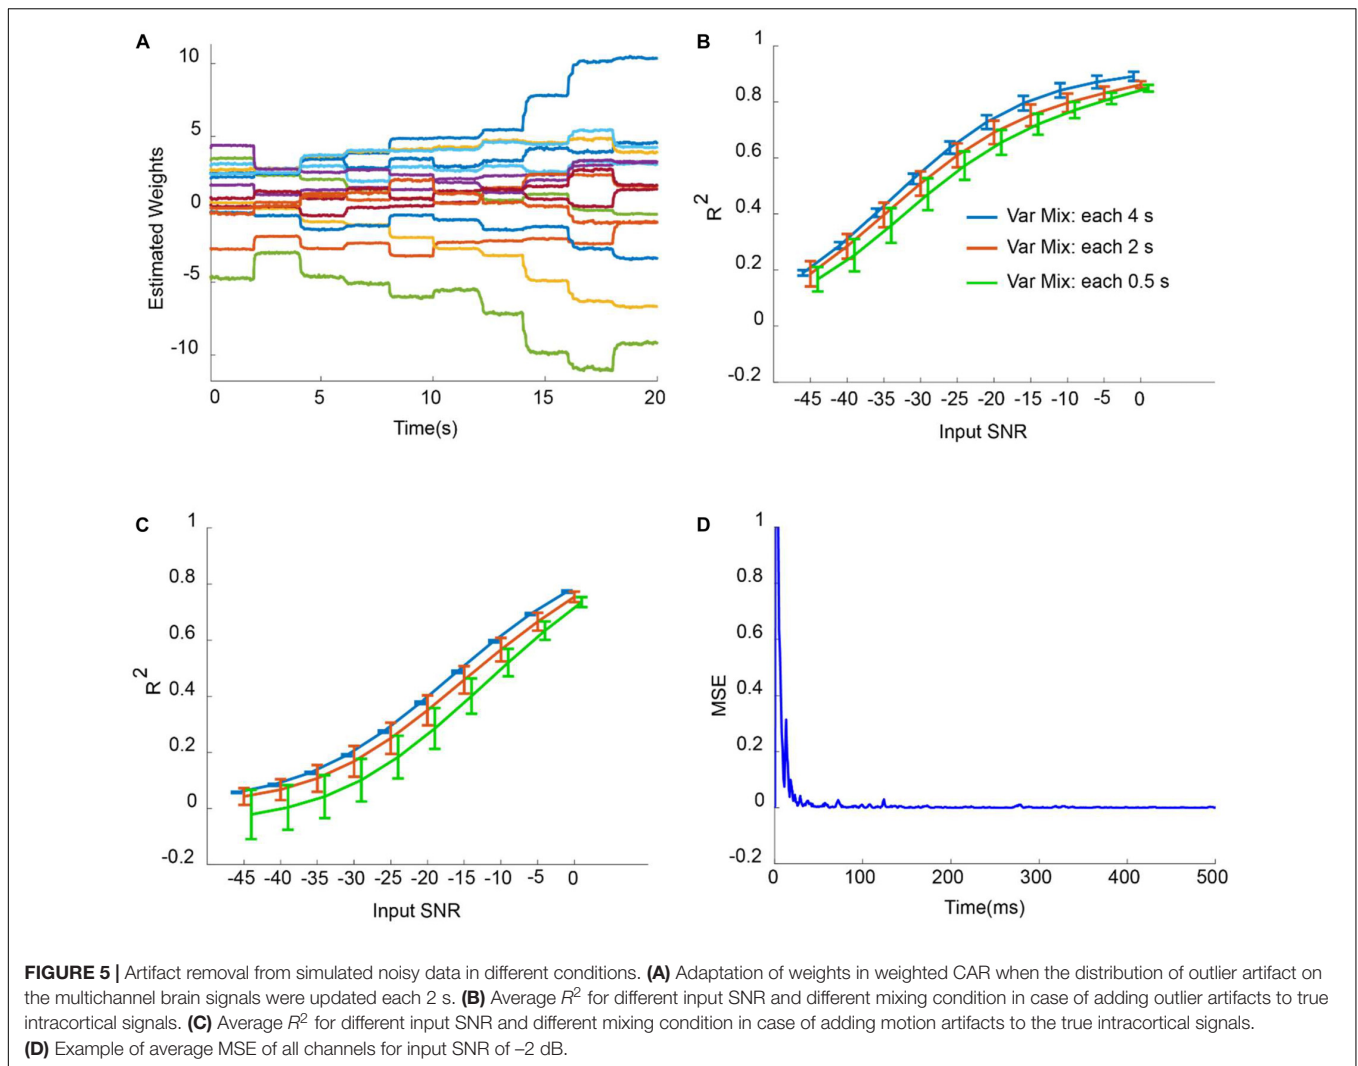 A
10
5
0
-5
-10
Estimated Weights
0 5 10 15 20
Time(s)
B
1
0.8
0.6
0.4
0.2
0
-0.2
R2
Var Mix: each 4 s
Var Mix: each 2 s
Var Mix: each 0.5 s
-45 -40 -35 -30 -25 -20 -15 -10 -5 0
Input SNR
C
1
0.8
0.6
0.4
0.2
0
-0.2
R2
-45 -40 -35 -30 -25 -20 -15 -10 -5 0
Input SNR
D
1
0.8
0.6
0.4
0.2
0
-0.2
MSE
0 100 200 300 400 500
Time(ms)
FIGURE 5 | Artifact removal from simulated noisy data in different conditions. (A) Adaptation of weights in weighted CAR when the distribution of outlier artifact on
the multichannel brain signals were updated each 2 s. (B) Average R2 for different input SNR and different mixing condition in case of adding outlier artifacts to true
intracortical signals. (C) Average R2 for different input SNR and different mixing condition in case of adding motion artifacts to the true intracortical signals.
(D) Example of average MSE of all channels for input SNR of –2 dB.